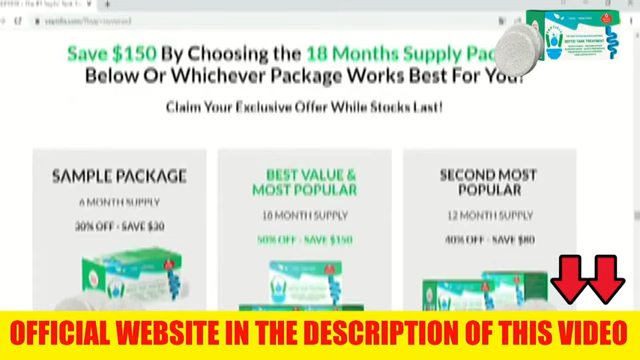 Save $150 By Choosing the 18 Months Supply
Below Or Whichever Package Works Best For You!
Claim Your Exclusive Offer While Stocks Last!
SEPTIC TANK TREATMENT
SAMPLE PACKAGE
6 MONTH SUPPLY
30% OFF - SAVE $30
BEST VALUE &
MOST POPULAR
18 MONTH SUPPLY
50% OFF - SAVE $150
SECOND MOST
POPULAR
12 MONTH SUPPLY
40% OFF - SAVE $80
OFFICIAL WEBSITE IN THE DESCRIPTION OF THIS VIDEO